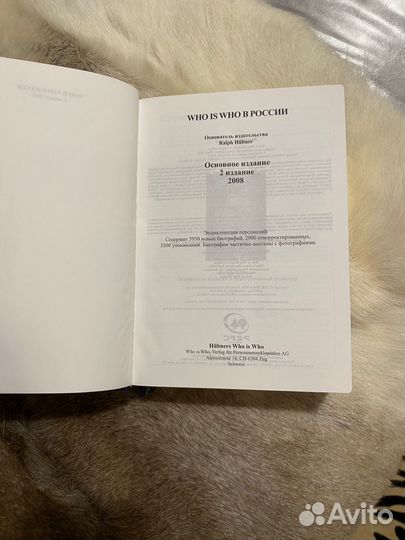 WHO IS WHO В РОССИИ
Основатель издательства
Ralph Hübner
Основное издание
2 издание
2008
Энциклопедия персоналий
Содержит 5950 новых биографий, 2900 откорректированных,
3300 упоминаний. Биографии частично внесены с фотографиями.
PEFC
Hübners Who is Who
Who is Who, Verlag für Personenenzyklopädien AG
Alpenstrasse 16, CH-6304 Zug
Schweiz
Avito